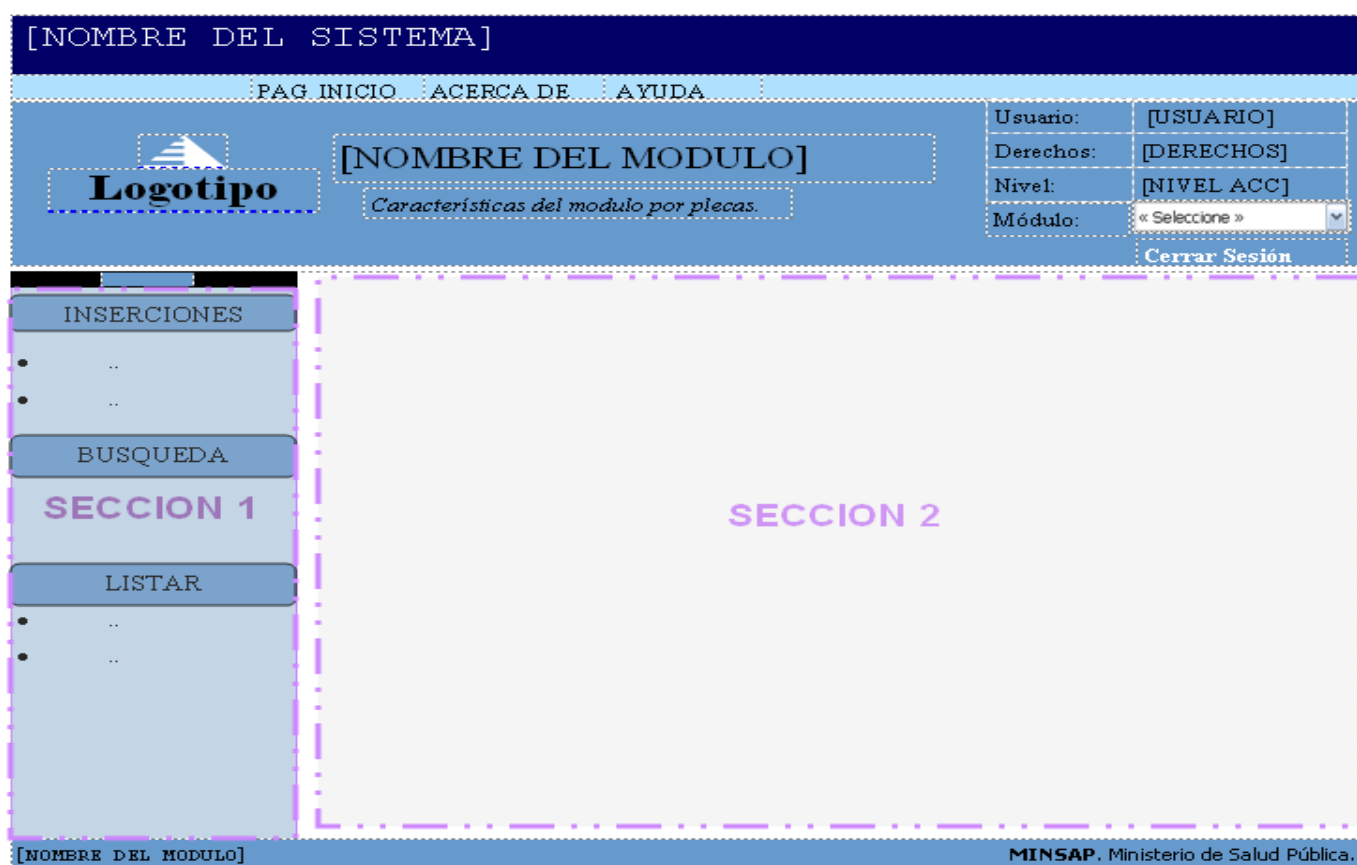 [NOMBRE DEL SISTEMA]
PAG INICIO ACERCA DE AYUDA
Usuario: [USUARIO]
Derechos: [DERECHOS]
Nivel: [NIVEL ACC]
Módulo: « Seleccione »
Cerrar Sesión
Logotipo
[NOMBRE DEL MODULO]
Características del modulo por plecas.
INSERCIONES
• ..
• ..
BUSQUEDA
SECCION 1
LISTAR
• ..
• ..
SECCION 2
[NOMBRE DEL MODULO]
MINSAP. Ministerio de Salud Pública.